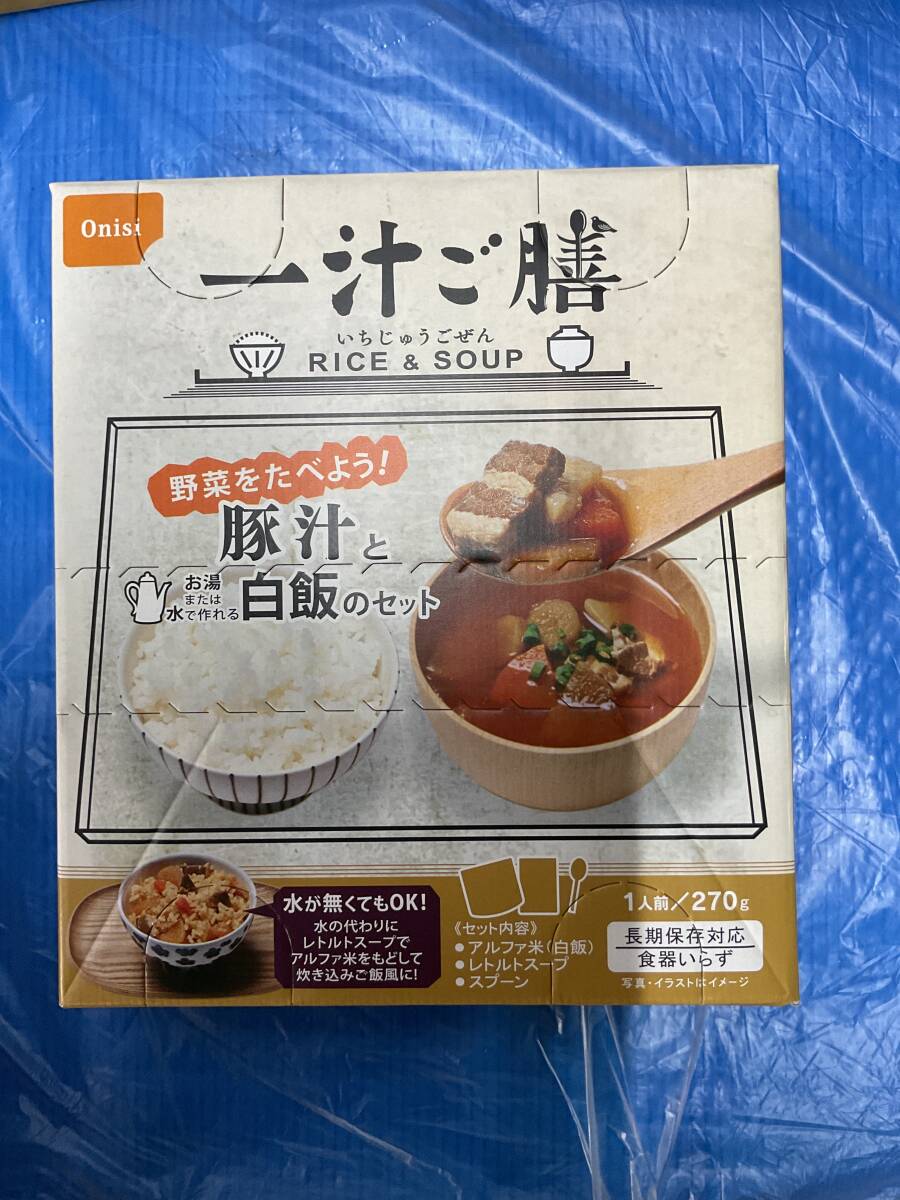 Onisi
一汁ご膳
いちじゅうごぜん
RICE & SOUP
野菜をたべよう!
豚汁と
お湯
または
水で作れる
白飯のセット
水が無くてもOK!
水の代わりに
レトルトスープで
アルファ米をもどして
炊き込みご飯風に!
《セット内容》
●アルファ米(白飯)
●レトルトスープ
●スプーン
1人前/270g
長期保存対応
食器いらず
写真・イラストはイメージ